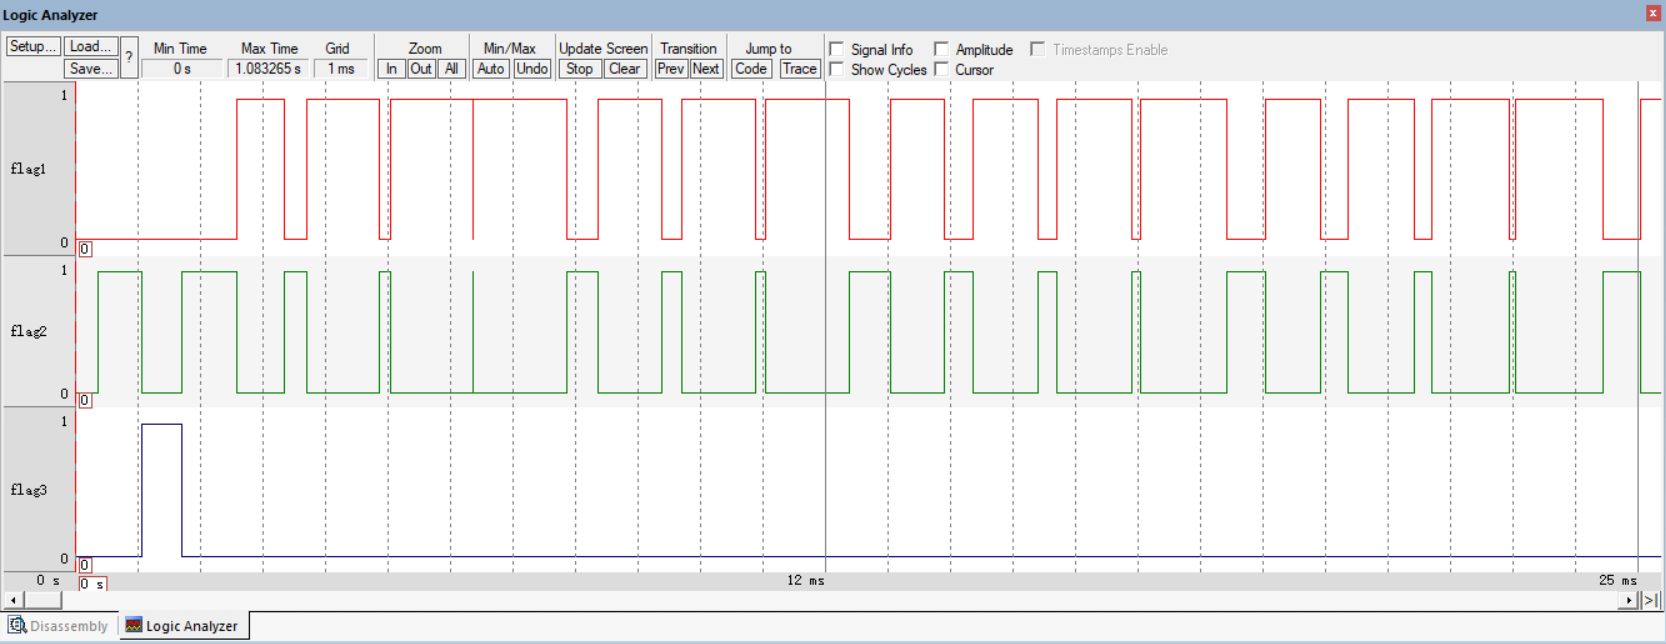 Logic Analyzer
Setup... Load... ? Min Time Max Time Grid Zoom Min/Max Update Screen Transition Jump to Signal Info Amplitude Timestamps Enable
Save... 0 s 1.083265 s 1 ms In Out All Auto Undo Stop Clear Prev Next Code Trace Show Cycles Cursor
1
flag1
0
0
1
flag2
0
0
1
flag3
0
0
0 s 0 s 12 ms 25 ms
Disassembly Logic Analyzer